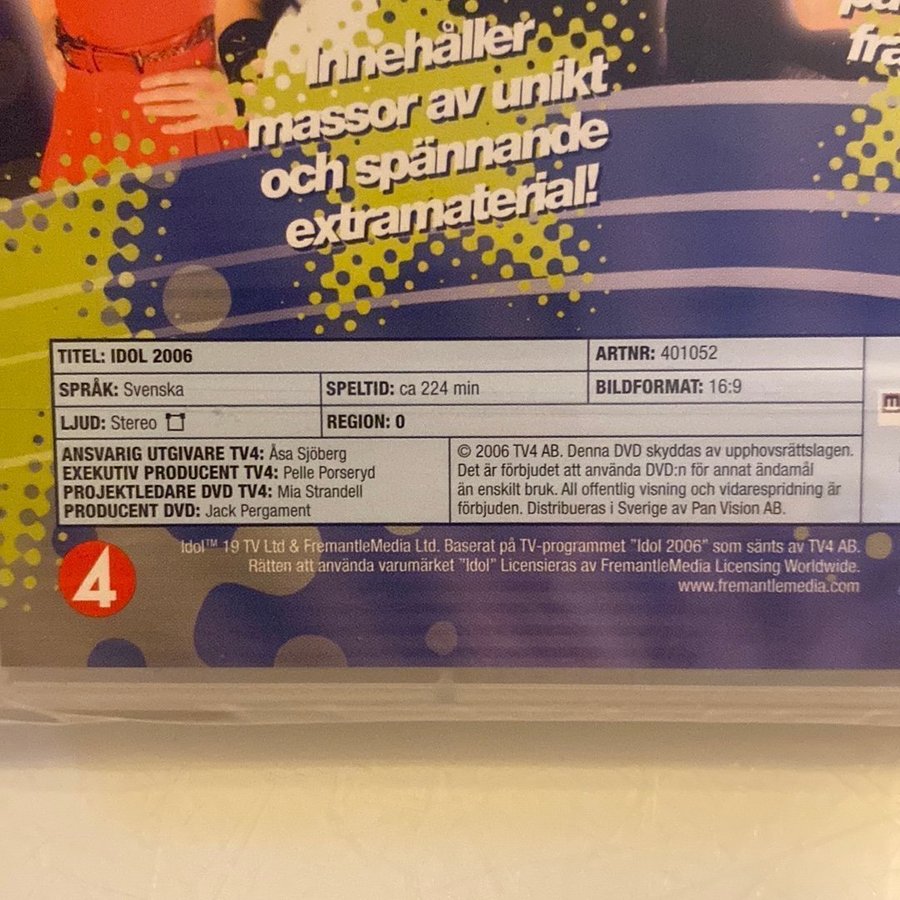 Innehåller
massor av unikt
och spännande
extramaterial!
TITEL: IDOL 2006
ARTNR: 401052
SPRÅK: Svenska
SPELTID: ca 224 min
BILDFORMAT: 16:9
LJUD: Stereo
REGION: 0
ANSVARIG UTGIVARE TV4: Åsa Sjöberg
EXEKUTIV PRODUCENT TV4: Pelle Porseryd
PROJEKTLEDARE DVD TV4: Mia Strandell
PRODUCENT DVD: Jack Pergament
© 2006 TV4 AB. Denna DVD skyddas av upphovsrättslagen.
Det är förbjudet att använda DVD:n för annat ändamål
än enskilt bruk. All offentlig visning och vidarespridning är
förbjuden. Distribueras i Sverige av Pan Vision AB.
4
Idol™ 19 TV Ltd & FremantleMedia Ltd. Baserat på TV-programmet "Idol 2006" som sänts av TV4 AB.
Rätten att använda varumärket "Idol" Licensieras av FremantleMedia Licensing Worldwide.
www.fremantlemedia.com